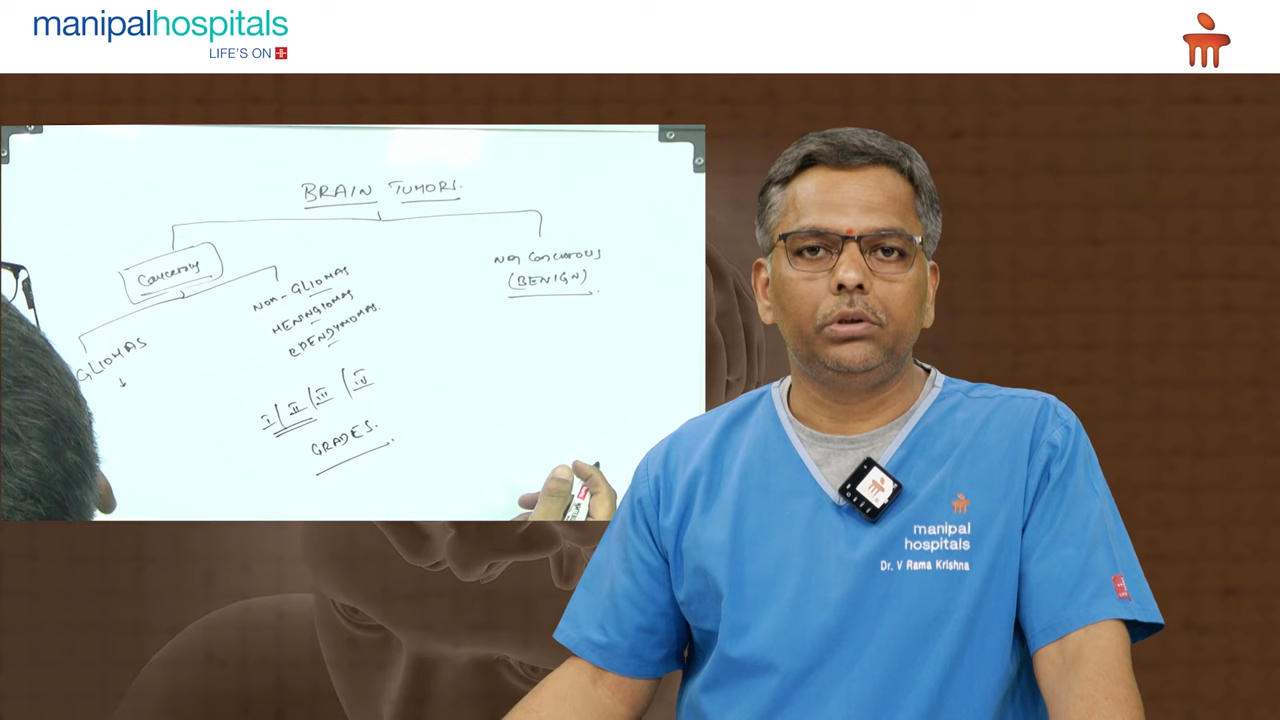 manipalhospitals
LIFE'S ON
BRAIN TUMORS.
Cancerous
NON-GLIOMAS
MENINGIOMAS
EPENDYMOMAS.
GLIOMAS
I / II / III / IV
GRADES.
NON CANCEROUS
(BENIGN)
manipal
hospitals
Dr. V Rama Krishna